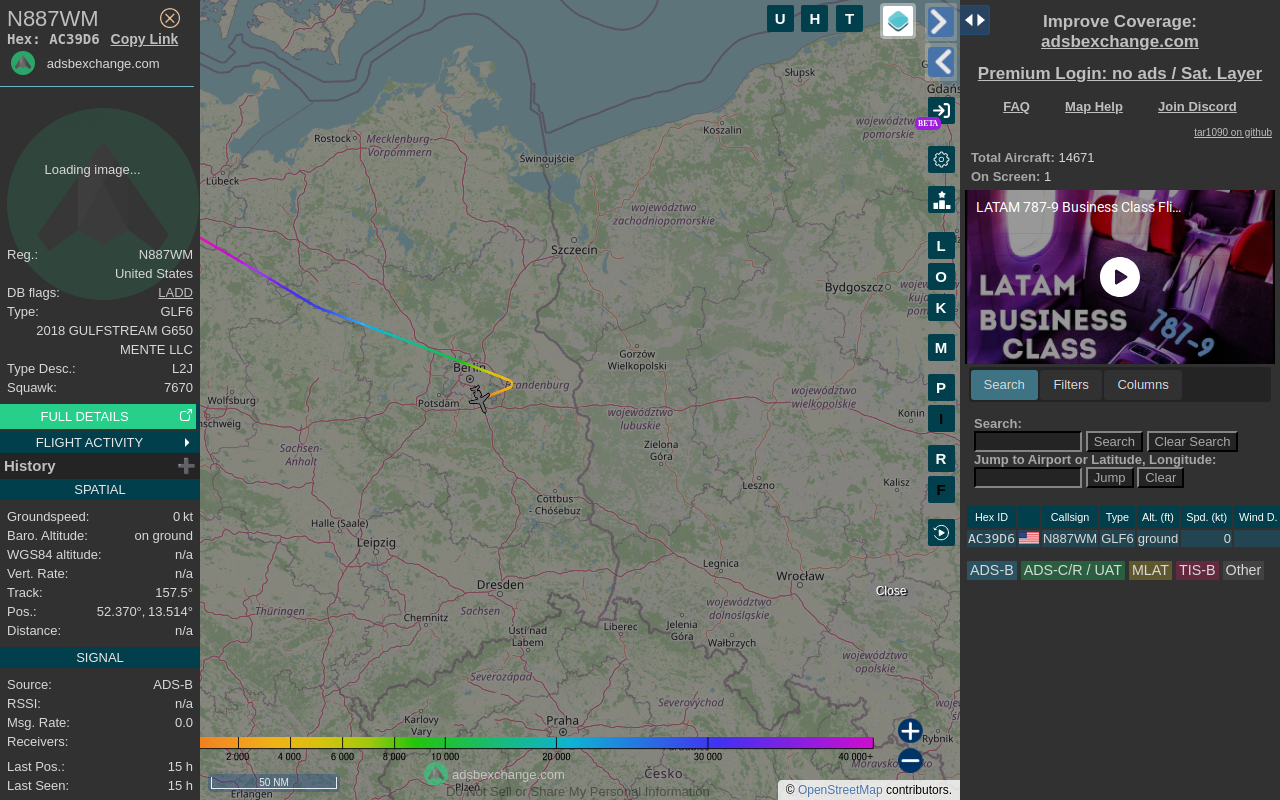 N887WM
Hex: AC39D6 Copy Link
adsbexchange.com
Loading image...
Reg.: N887WM
United States
DB flags: LADD
Type: GLF6
2018 GULFSTREAM G650
MENTE LLC
Type Desc.: L2J
Squawk: 7670
FULL DETAILS
FLIGHT ACTIVITY
History
SPATIAL
Groundspeed: 0 kt
Baro. Altitude: on ground
WGS84 altitude: n/a
Vert. Rate: n/a
Track: 157.5°
Pos.: 52.370°, 13.514°
Distance: n/a
SIGNAL
Source: ADS-B
RSSI: n/a
Msg. Rate: 0.0
Receivers:
Last Pos.: 15 h
Last Seen: 15 h
U H T
Słupsk
Gdańs
Koszalin
województwo
pomorskie
BETA
Rostock
Mecklenburg-
Vorpommern
Świnoujście
Lübeck
województwo
zachodniopomorskie
Szczecin
L
O
K
M
P
I
R
F
Bydgoszcz
Gorzów
Wielkopolski
Berlin
Brandenburg
Potsdam
Wolfsburg
województwo
lubuskie
województwo
wielkopolskie
Konin
Sachsen-
Anhalt
Zielona
Góra
Leszno
Kalisz
Cottbus
- Chóśebuz
Halle (Saale)
Leipzig
Legnica
Wrocław
Dresden
Close
Thüringen
Chemnitz
Sachsen
województwo
dolnośląskie
Ústí nad
Labem
Liberec
Jelenia
Góra
Wałbrzych
województwo
opolskie
Severozápad
Severovýchod
Karlovy
Vary
Praha
Rybnik
2 000 4 000 6 000 8 000 10 000 20 000 30 000 40 000+
50 NM
adsbexchange.com
Plzeň
Česko
Do Not Sell or Share My Personal Information
Erlangen
© OpenStreetMap contributors.
Improve Coverage:
adsbexchange.com
Premium Login: no ads / Sat. Layer
FAQ Map Help Join Discord
tar1090 on github
Total Aircraft: 14671
On Screen: 1
LATAM 787-9 Business Class Fli...
LATAM
BUSINESS
CLASS
787-9
Search Filters Columns
Search:
Search Clear Search
Jump to Airport or Latitude, Longitude:
Jump Clear
Hex ID Callsign Type Alt. (ft) Spd. (kt) Wind D.
AC39D6 N887WM GLF6 ground 0
ADS-B ADS-C/R / UAT MLAT TIS-B Other